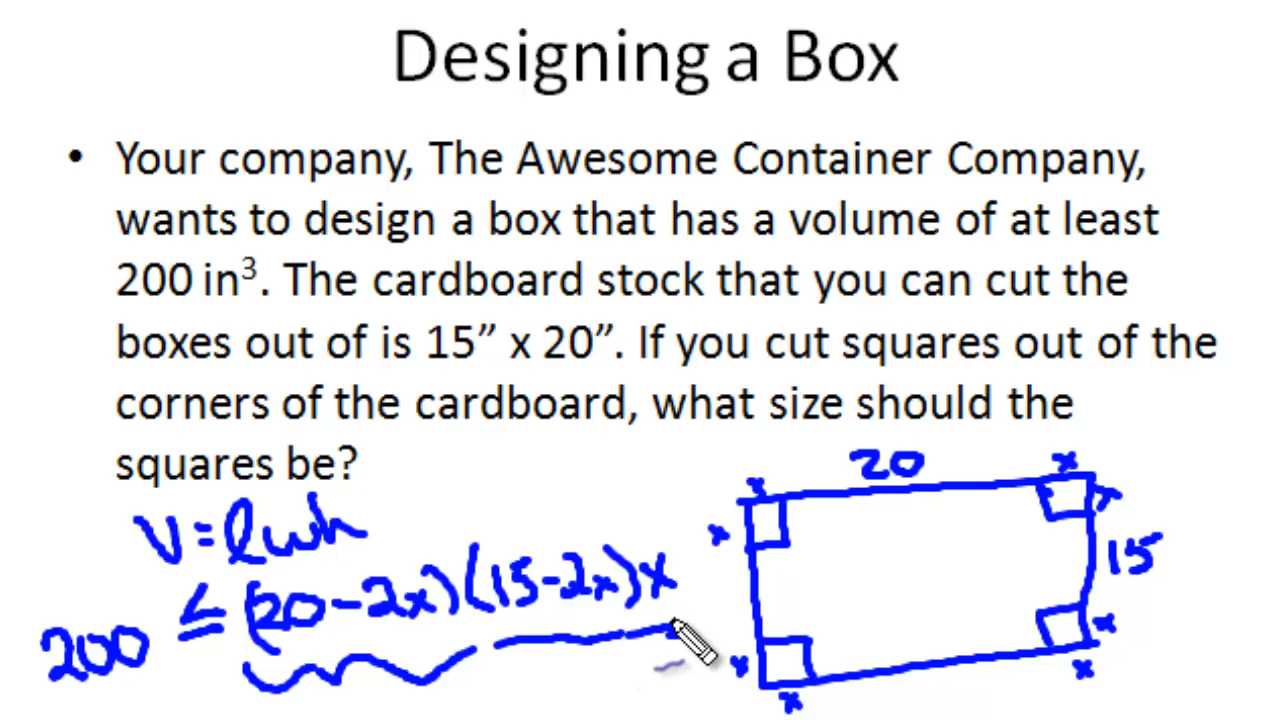 Designing a Box
• Your company, The Awesome Container Company,
wants to design a box that has a volume of at least
200 in³. The cardboard stock that you can cut the
boxes out of is 15” x 20”. If you cut squares out of the
corners of the cardboard, what size should the
squares be?
V = lwh
200 ≤ (20-2x)(15-2x)x
20
x x
x x
15
x x
x x